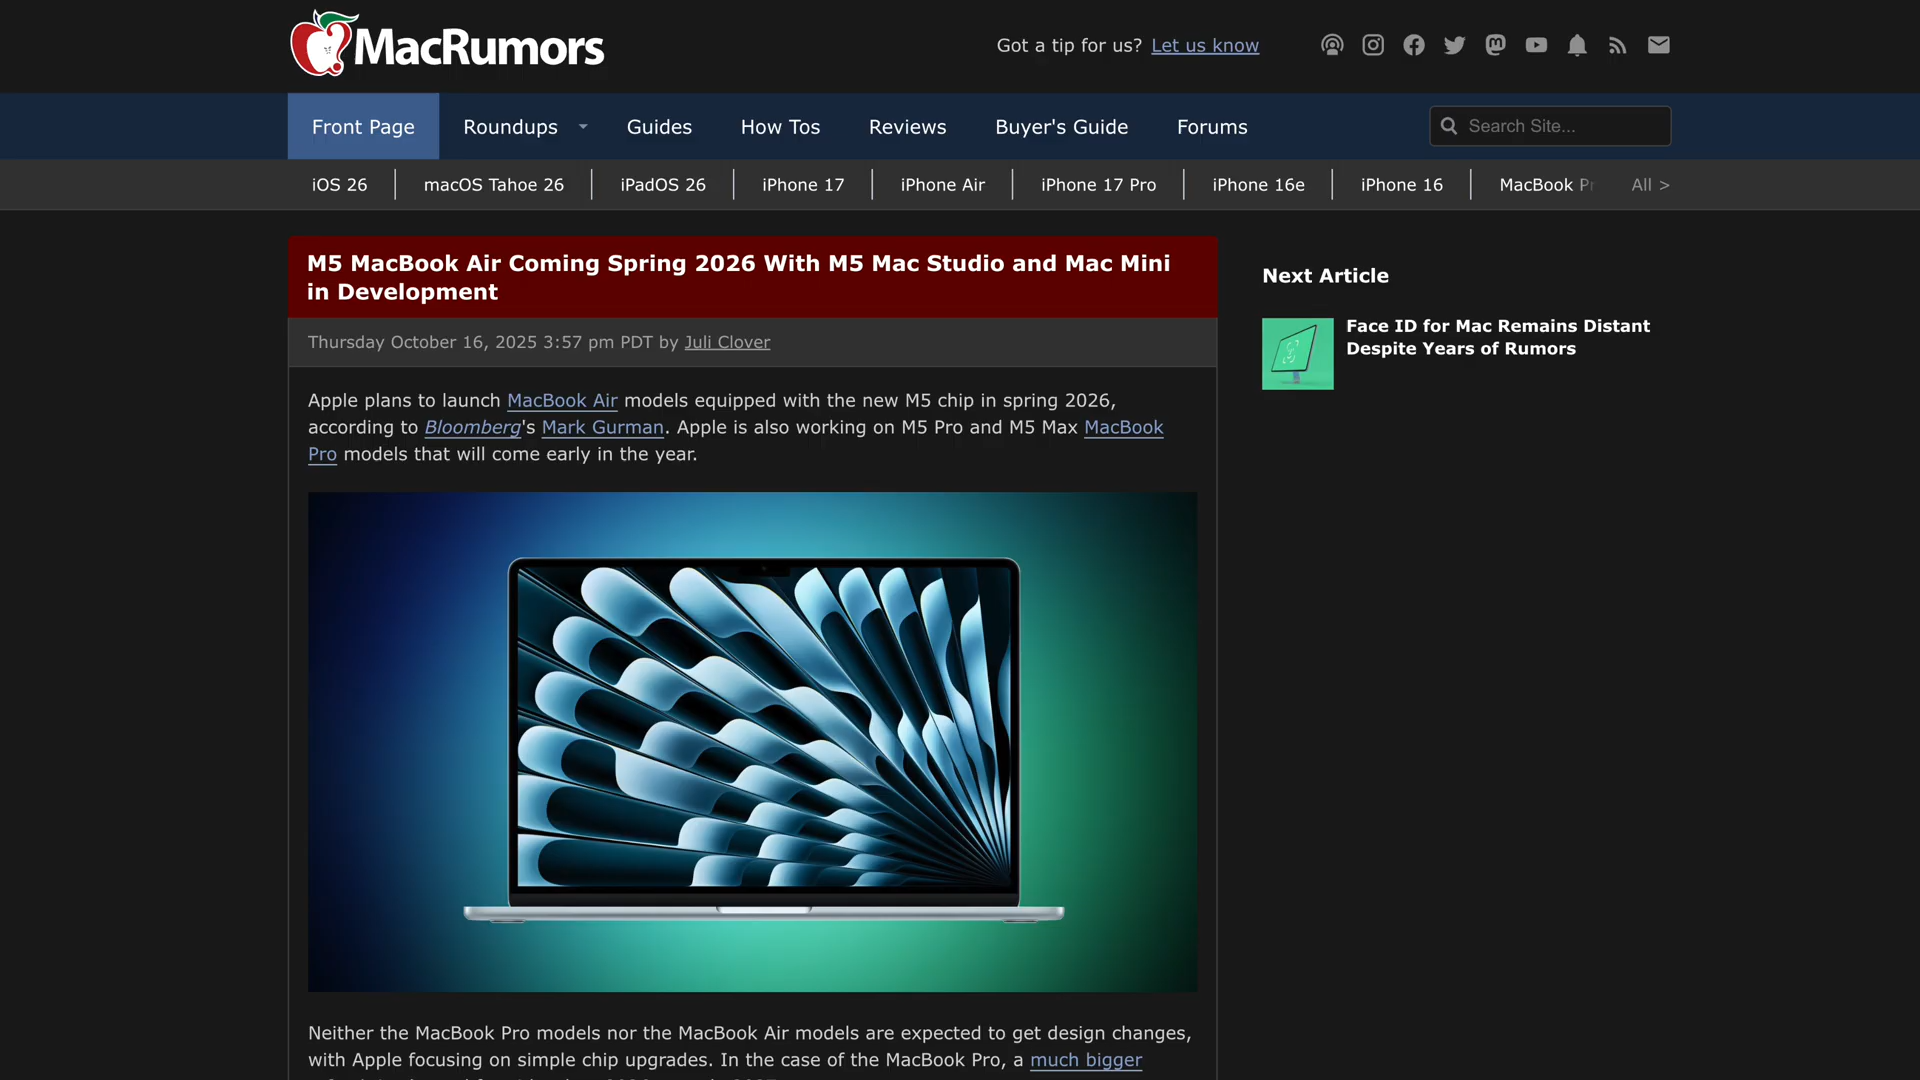 MacRumors
Got a tip for us? Let us know
Front Page
Roundups
Guides
How Tos
Reviews
Buyer's Guide
Forums
Search Site...
iOS 26
macOS Tahoe 26
iPadOS 26
iPhone 17
iPhone Air
iPhone 17 Pro
iPhone 16e
iPhone 16
MacBook Pr
All >
M5 MacBook Air Coming Spring 2026 With M5 Mac Studio and Mac Mini
in Development
Thursday October 16, 2025 3:57 pm PDT by Juli Clover
Apple plans to launch MacBook Air models equipped with the new M5 chip in spring 2026,
according to Bloomberg's Mark Gurman. Apple is also working on M5 Pro and M5 Max MacBook
Pro models that will come early in the year.
Neither the MacBook Pro models nor the MacBook Air models are expected to get design changes,
with Apple focusing on simple chip upgrades. In the case of the MacBook Pro, a much bigger
Next Article
Face ID for Mac Remains Distant
Despite Years of Rumors